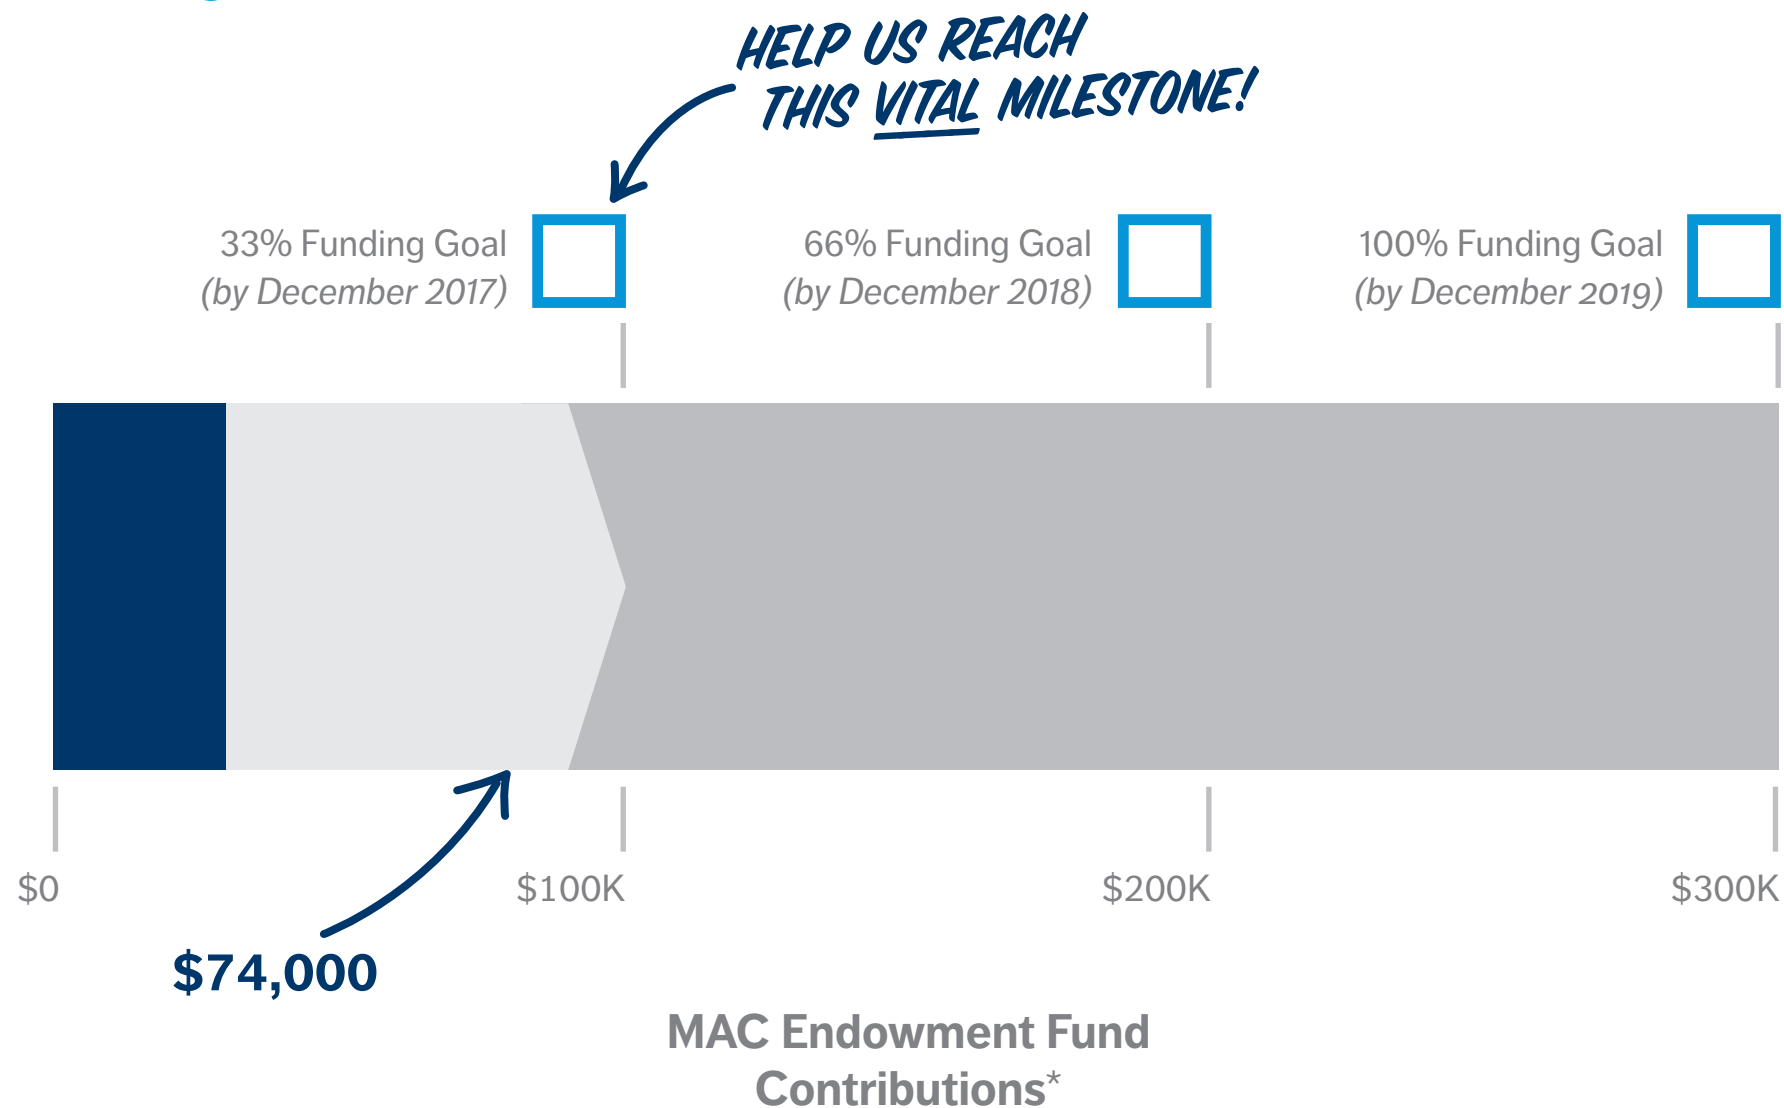 HELP US REACH
THIS VITAL MILESTONE!
33% Funding Goal
(by December 2017)
66% Funding Goal
(by December 2018)
100% Funding Goal
(by December 2019)
$0
$100K
$200K
$300K
$74,000
MAC Endowment Fund
Contributions*